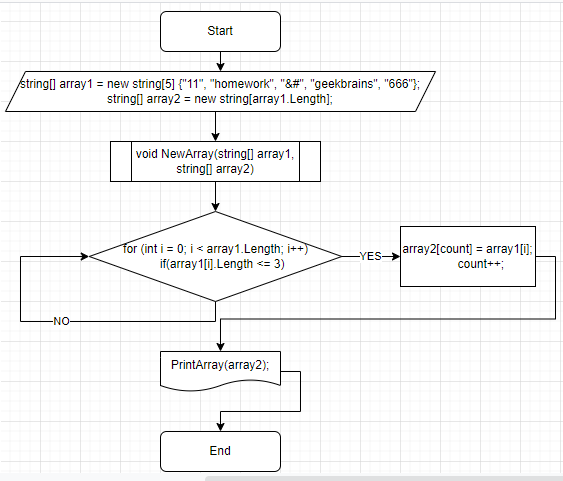 Start
string[] array1 = new string[5] {"11", "homework", "&#", "geekbrains", "666"};
string[] array2 = new string[array1.Length];
void NewArray(string[] array1,
string[] array2)
for (int i = 0; i < array1.Length; i++)
if(array1[i].Length <= 3)
YES
array2[count] = array1[i];
count++;
NO
PrintArray(array2);
End